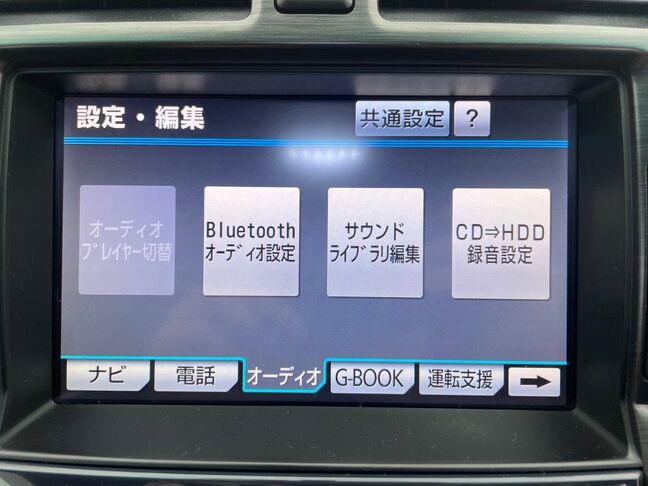 設定・編集
共通設定
?
オーディオ
プレイヤー切替
Bluetooth
オーディオ設定
サウンド
ライブラリ編集
CD⇒HDD
録音設定
ナビ
電話
オーディオ
G-BOOK
運転支援
➡